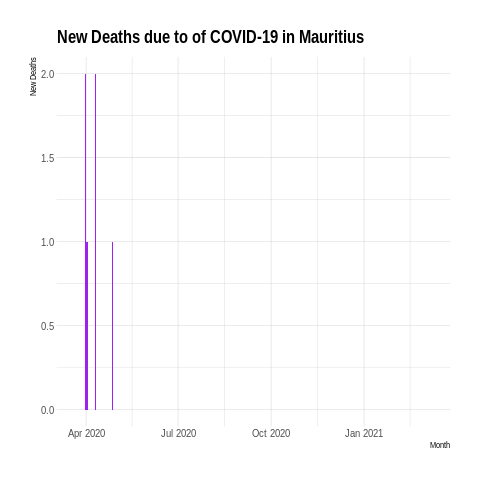 New Deaths due to of COVID-19 in Mauritius
New Deaths
2.0
1.5
1.0
0.5
0.0
Apr 2020 Jul 2020 Oct 2020 Jan 2021
Month